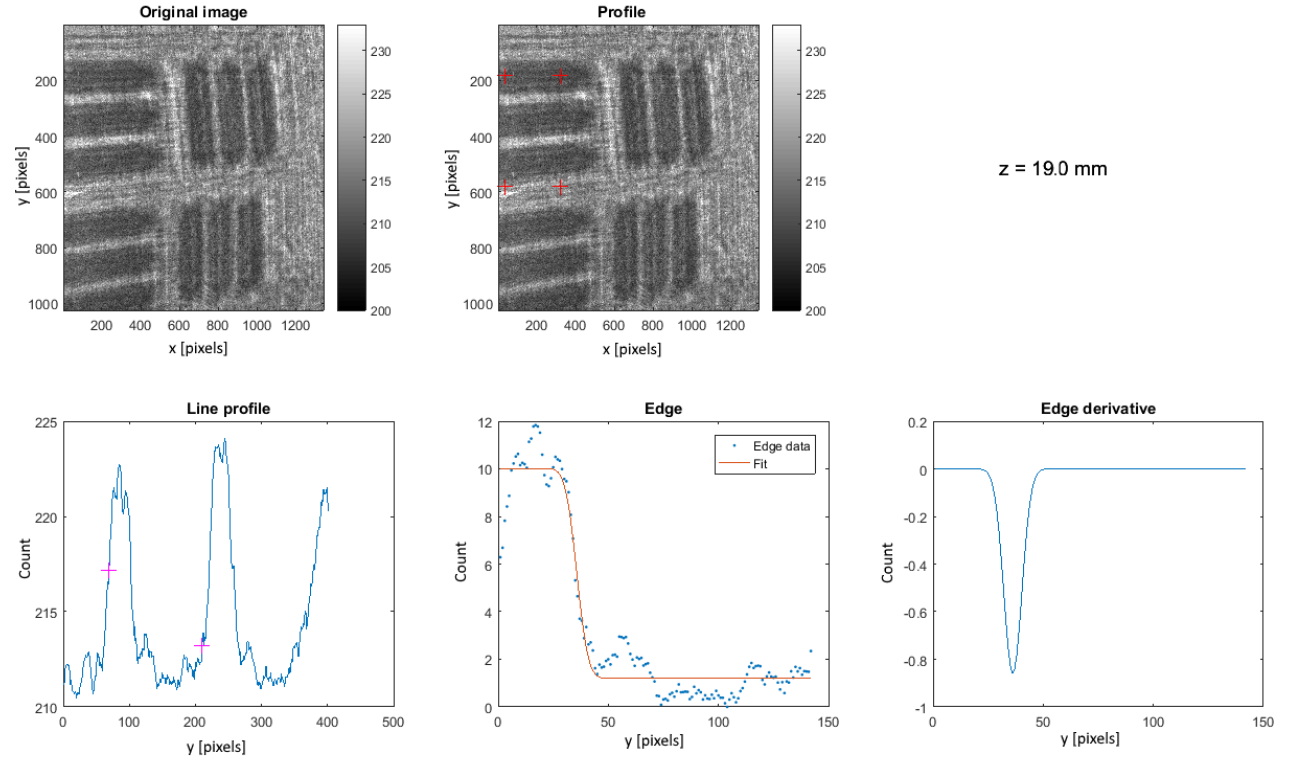 Original image
y [pixels]
200
400
600
800
1000
200 400 600 800 1000 1200
x [pixels]
230
225
220
215
210
205
200
Profile
y [pixels]
200
400
600
800
1000
200 400 600 800 1000 1200
x [pixels]
230
225
220
215
210
205
200
z = 19.0 mm
Line profile
Count
225
220
215
210
0 100 200 300 400 500
y [pixels]
Edge
Count
12
10
8
6
4
2
0
0 50 100 150
y [pixels]
Edge data
Fit
Edge derivative
Count
0.2
0
-0.2
-0.4
-0.6
-0.8
-1
0 50 100 150
y [pixels]